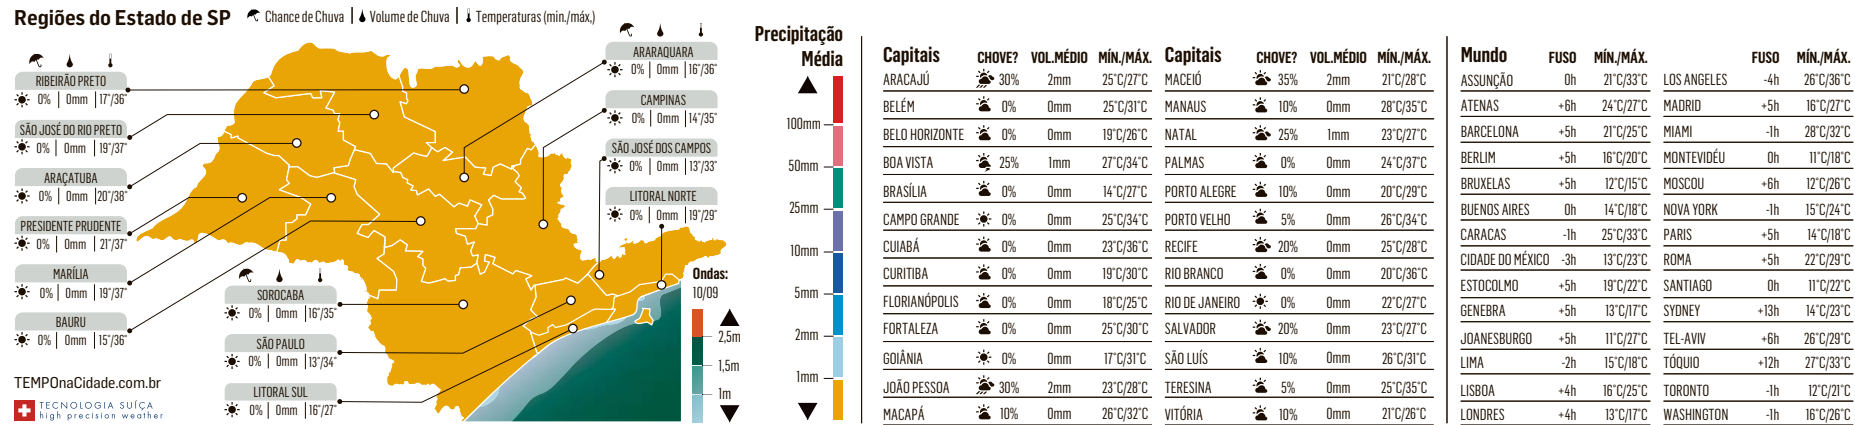 Regiões do Estado de SP
Chance de Chuva | Volume de Chuva | Temperaturas (min./máx,)
RIBEIRÃO PRETO
0% | 0mm | 17°/36°
SÃO JOSÉ DO RIO PRETO
0% | 0mm | 19°/37°
ARAÇATUBA
0% | 0mm | 20°/38°
PRESIDENTE PRUDENTE
0% | 0mm | 21°/37°
MARÍLIA
0% | 0mm | 19°/37°
BAURU
0% | 0mm | 15°/36°
TEMPOnaCidade.com.br
TECNOLOGIA SUÍÇA
high precision weather
SOROCABA
0% | 0mm | 16°/35°
SÃO PAULO
0% | 0mm | 13°/34°
LITORAL SUL
0% | 0mm | 16°/27°
ARARAQUARA
0% | 0mm | 16°/36°
CAMPINAS
0% | 0mm | 14°/35°
SÃO JOSÉ DOS CAMPOS
0% | 0mm | 13°/33°
LITORAL NORTE
0% | 0mm | 19°/29°
Ondas:
10/09
2,5m
1,5m
1m
Precipitação
Média
100mm
50mm
25mm
10mm
5mm
2mm
1mm
Capitais CHOVE? VOL.MÉDIO MÍN./MÁX.
ARACAJÚ 30% 2mm 25°C/27°C
BELÉM 0% 0mm 25°C/31°C
BELO HORIZONTE 0% 0mm 19°C/26°C
BOA VISTA 25% 1mm 27°C/34°C
BRASÍLIA 0% 0mm 14°C/27°C
CAMPO GRANDE 0% 0mm 25°C/34°C
CUIABÁ 0% 0mm 23°C/36°C
CURITIBA 0% 0mm 19°C/30°C
FLORIANÓPOLIS 0% 0mm 18°C/25°C
FORTALEZA 0% 0mm 25°C/30°C
GOIÂNIA 0% 0mm 17°C/31°C
JOÃO PESSOA 30% 2mm 23°C/28°C
MACAPÁ 10% 0mm 26°C/32°C
Capitais CHOVE? VOL.MÉDIO MÍN./MÁX.
MACEIÓ 35% 2mm 21°C/28°C
MANAUS 10% 0mm 28°C/35°C
NATAL 25% 1mm 23°C/27°C
PALMAS 0% 0mm 24°C/37°C
PORTO ALEGRE 10% 0mm 20°C/29°C
PORTO VELHO 5% 0mm 26°C/34°C
RECIFE 20% 0mm 25°C/28°C
RIO BRANCO 0% 0mm 20°C/36°C
RIO DE JANEIRO 0% 0mm 22°C/27°C
SALVADOR 20% 0mm 23°C/27°C
SÃO LUÍS 10% 0mm 26°C/31°C
TERESINA 5% 0mm 25°C/35°C
VITÓRIA 10% 0mm 21°C/26°C
Mundo FUSO MÍN./MÁX.
ASSUNÇÃO 0h 21°C/33°C
ATENAS +6h 24°C/27°C
BARCELONA +5h 21°C/25°C
BERLIM +5h 16°C/20°C
BRUXELAS +5h 12°C/15°C
BUENOS AIRES 0h 14°C/18°C
CARACAS -1h 25°C/33°C
CIDADE DO MÉXICO -3h 13°C/23°C
ESTOCOLMO +5h 19°C/22°C
GENEBRA +5h 13°C/17°C
JOANESBURGO +5h 11°C/27°C
LIMA -2h 15°C/18°C
LISBOA +4h 16°C/25°C
LONDRES +4h 13°C/17°C
FUSO MÍN./MÁX.
LOS ANGELES -4h 26°C/36°C
MADRID +5h 16°C/27°C
MIAMI -1h 28°C/32°C
MONTEVIDÉU 0h 11°C/18°C
MOSCOU +6h 12°C/26°C
NOVA YORK -1h 15°C/24°C
PARIS +5h 14°C/18°C
ROMA +5h 22°C/29°C
SANTIAGO 0h 11°C/22°C
SYDNEY +13h 14°C/23°C
TEL-AVIV +6h 26°C/29°C
TÓQUIO +12h 27°C/33°C
TORONTO -1h 12°C/21°C
WASHINGTON -1h 16°C/26°C